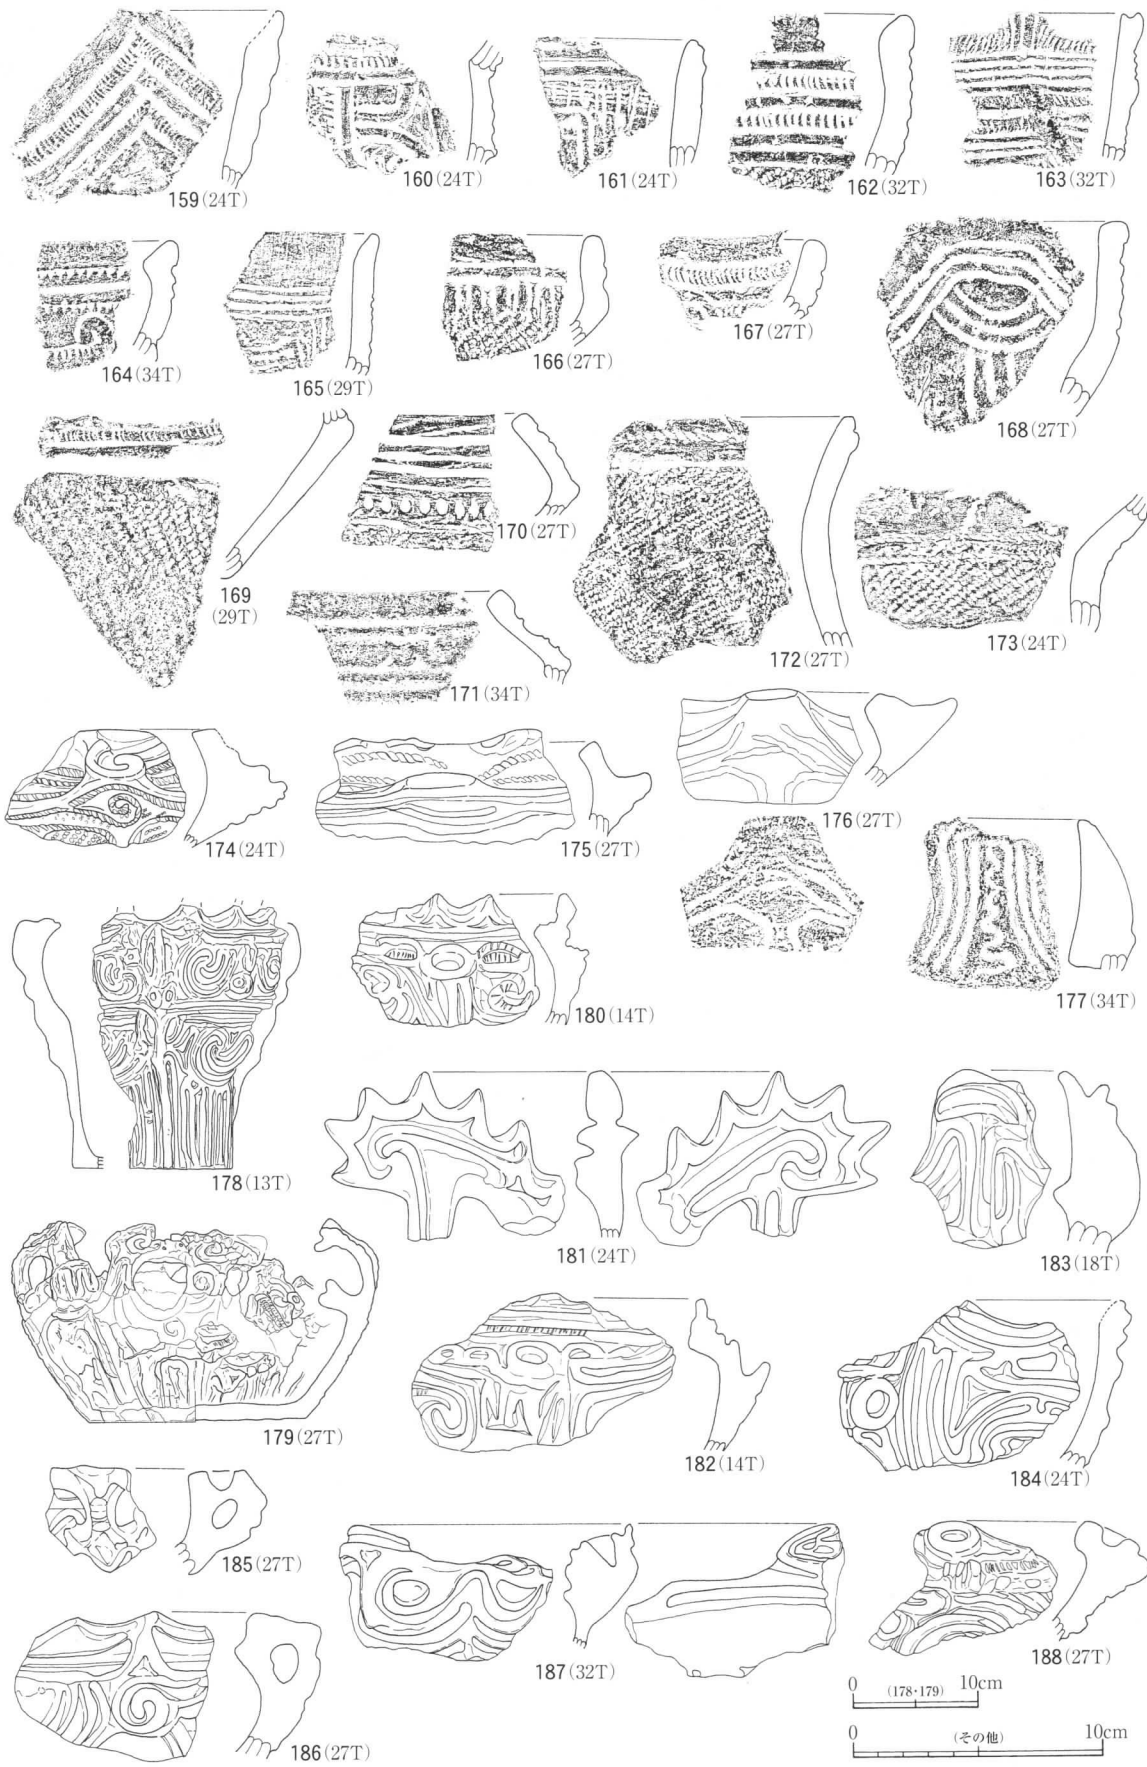 159(24T)
160(24T)
161(24T)
162(32T)
163(32T)
164(34T)
165(29T)
166(27T)
167(27T)
168(27T)
169
(29T)
170(27T)
171(34T)
172(27T)
173(24T)
174(24T)
175(27T)
176(27T)
177(34T)
178(13T)
180(14T)
181(24T)
183(18T)
179(27T)
182(14T)
184(24T)
185(27T)
186(27T)
187(32T)
188(27T)
0 (178・179) 10cm
0 (その他) 10cm